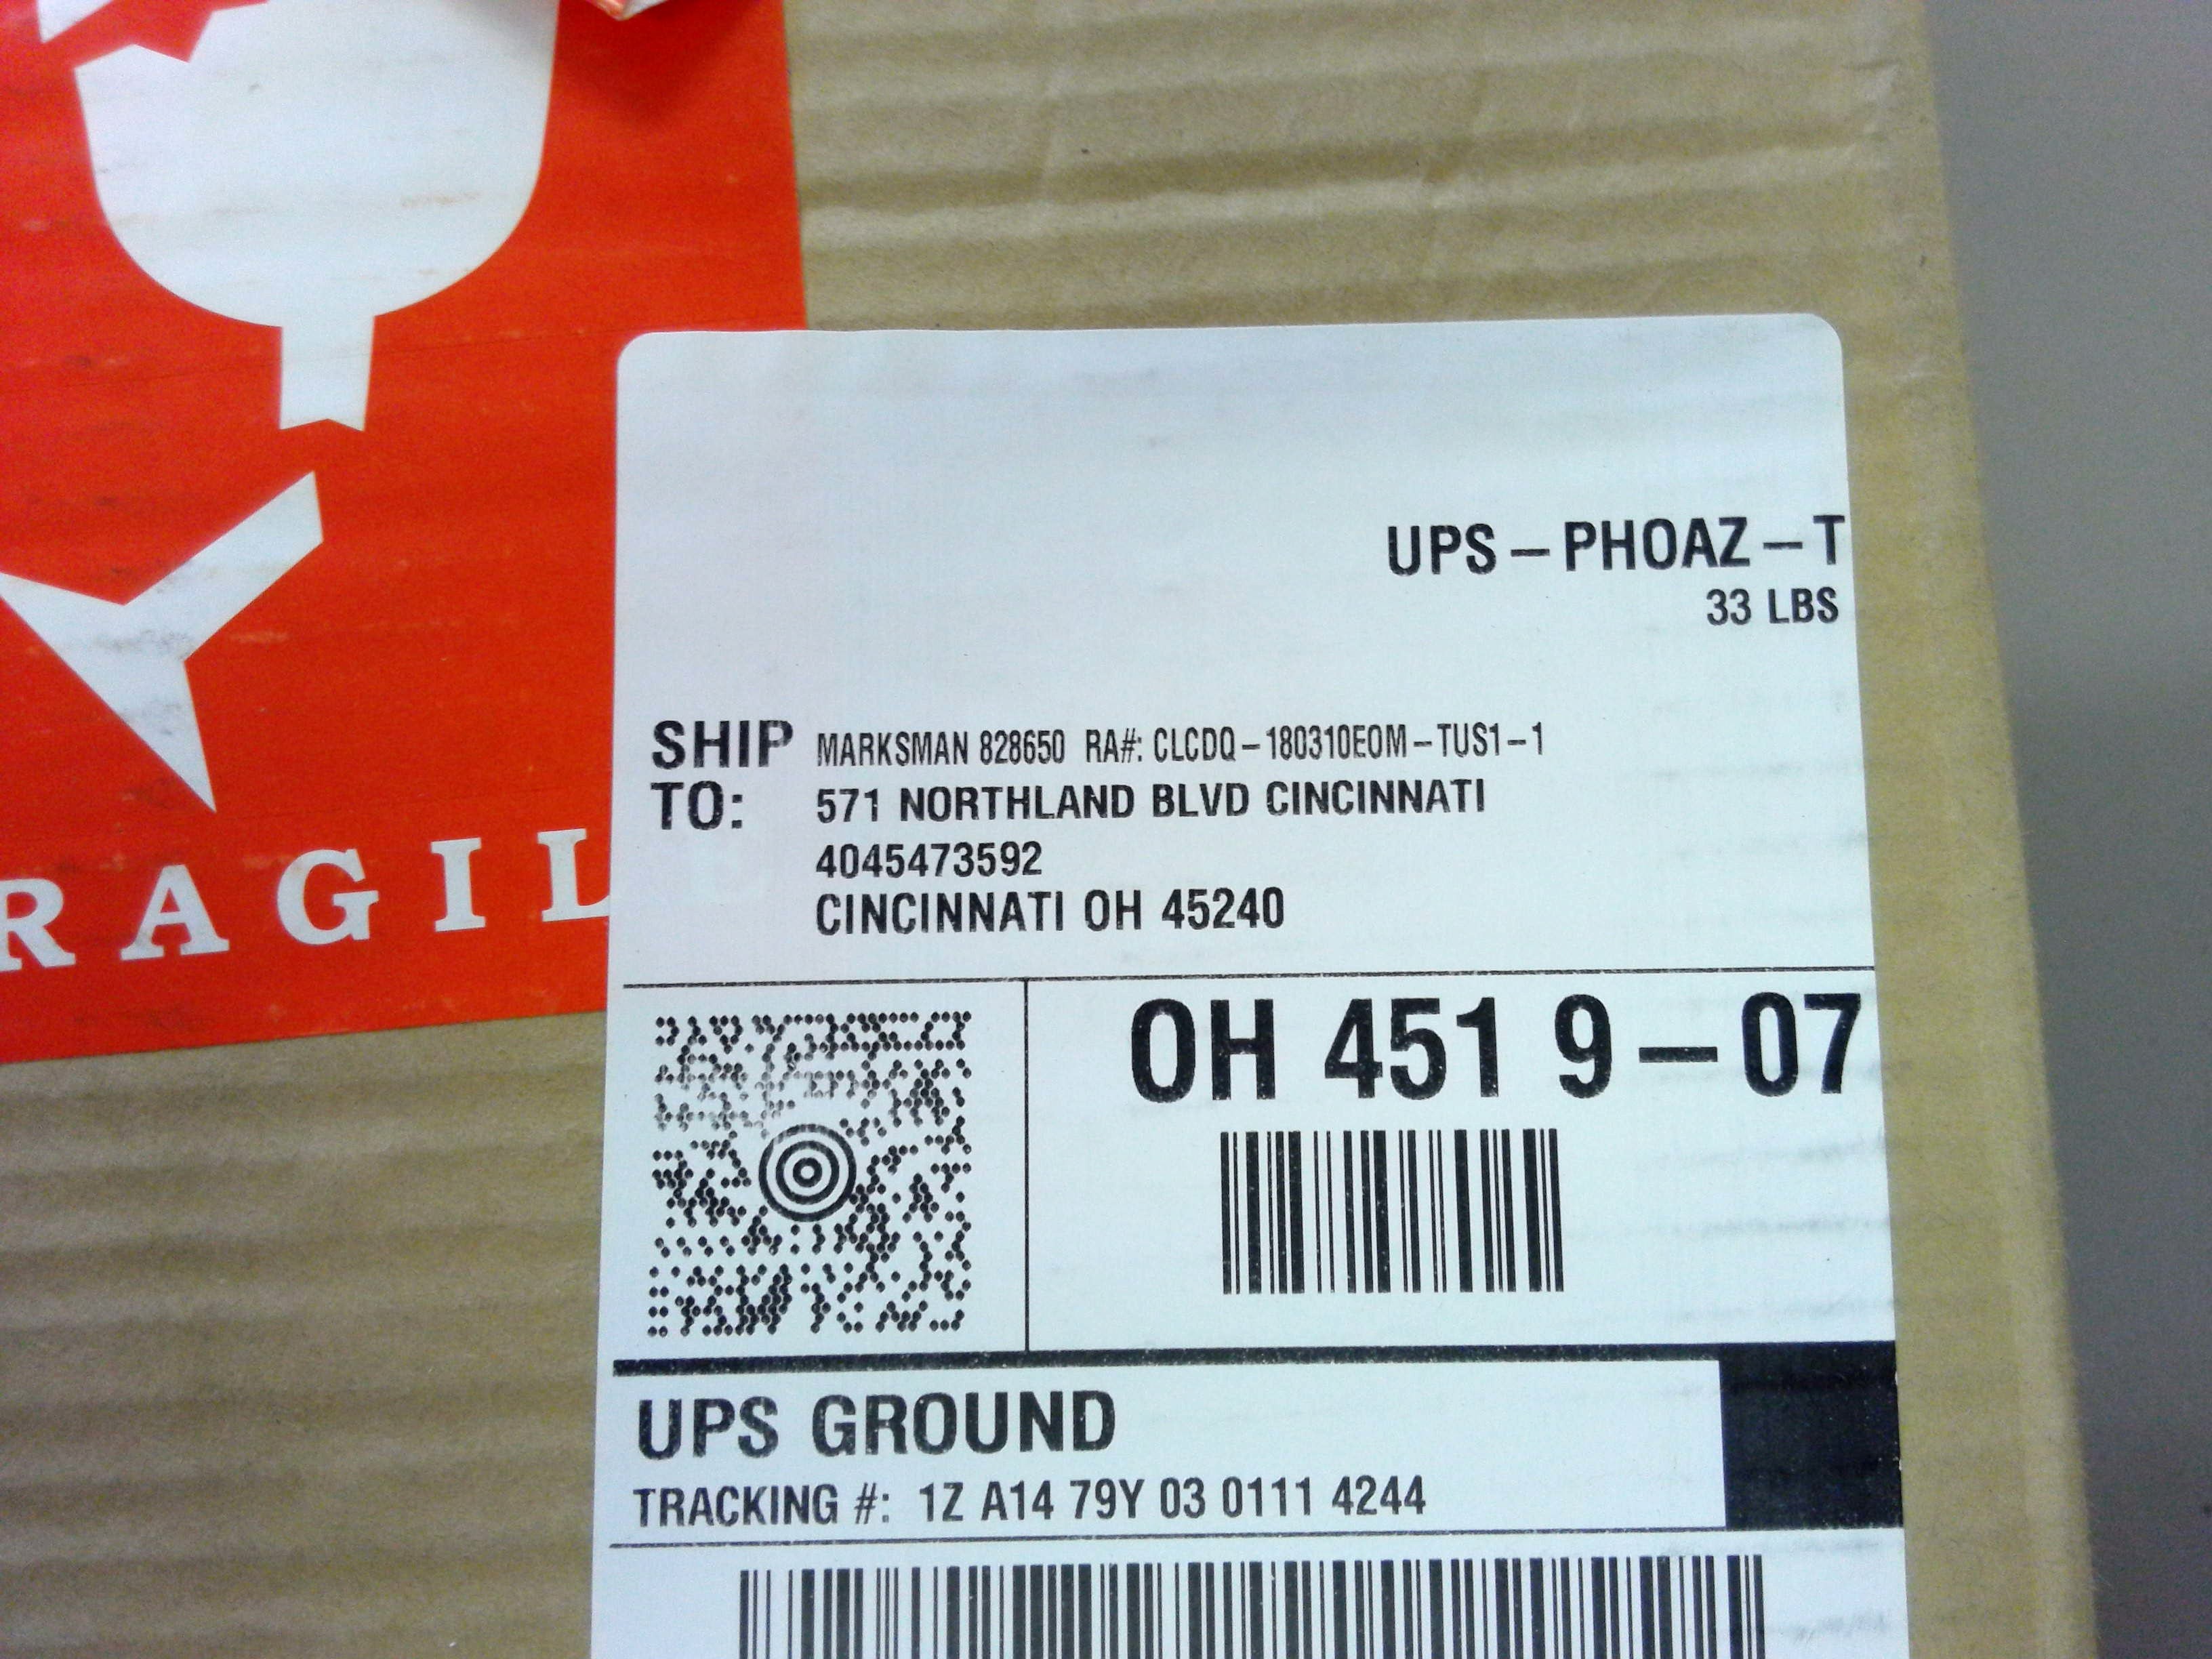 RAGIL
UPS – PHOAZ – T
33 LBS
SHIP TO:
MARKSMAN 828650 RA#: CLCDQ – 180310EOM – TUS1 – 1
571 NORTHLAND BLVD CINCINNATI
4045473592
CINCINNATI OH 45240
OH 451 9 – 07
UPS GROUND
TRACKING #: 1Z A14 79Y 03 0111 4244